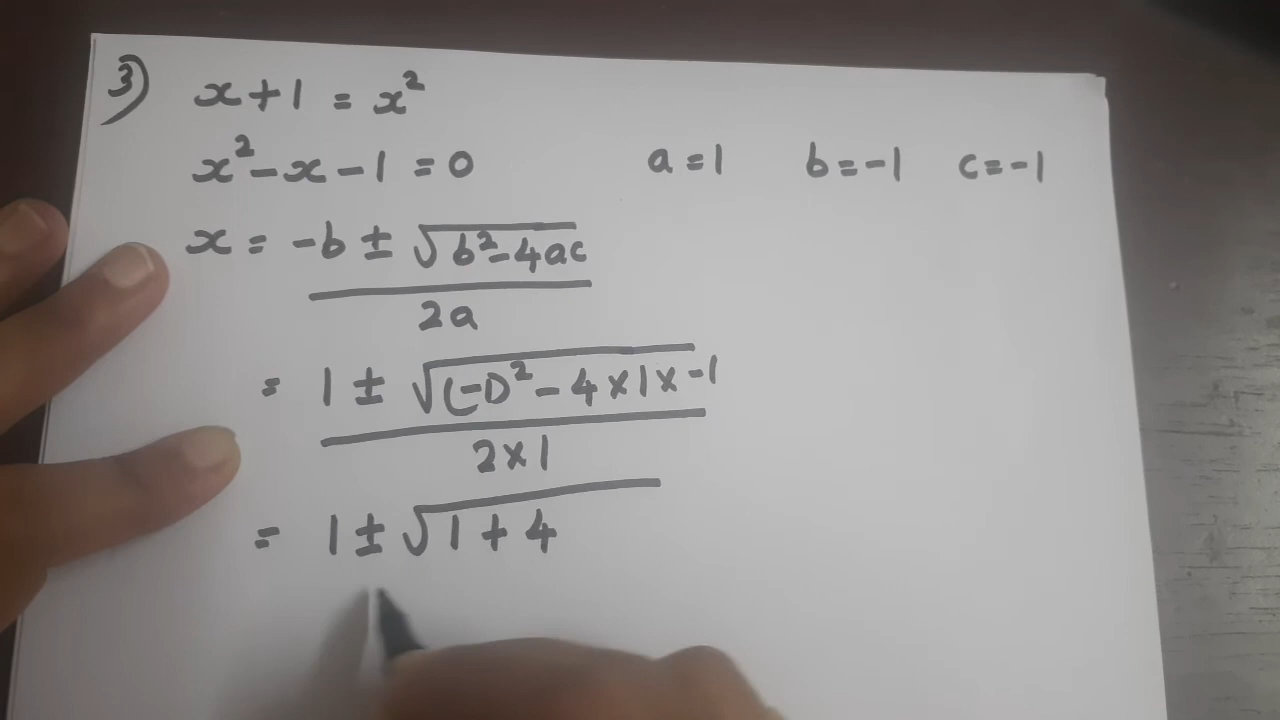 3) x+1 = x²
x² - x - 1 = 0 a = 1 b = -1 c = -1
x = -b ± √b² - 4ac
2a
= 1 ± √(-1)² - 4 × 1 × -1
2 × 1
= 1 ± √1 + 4